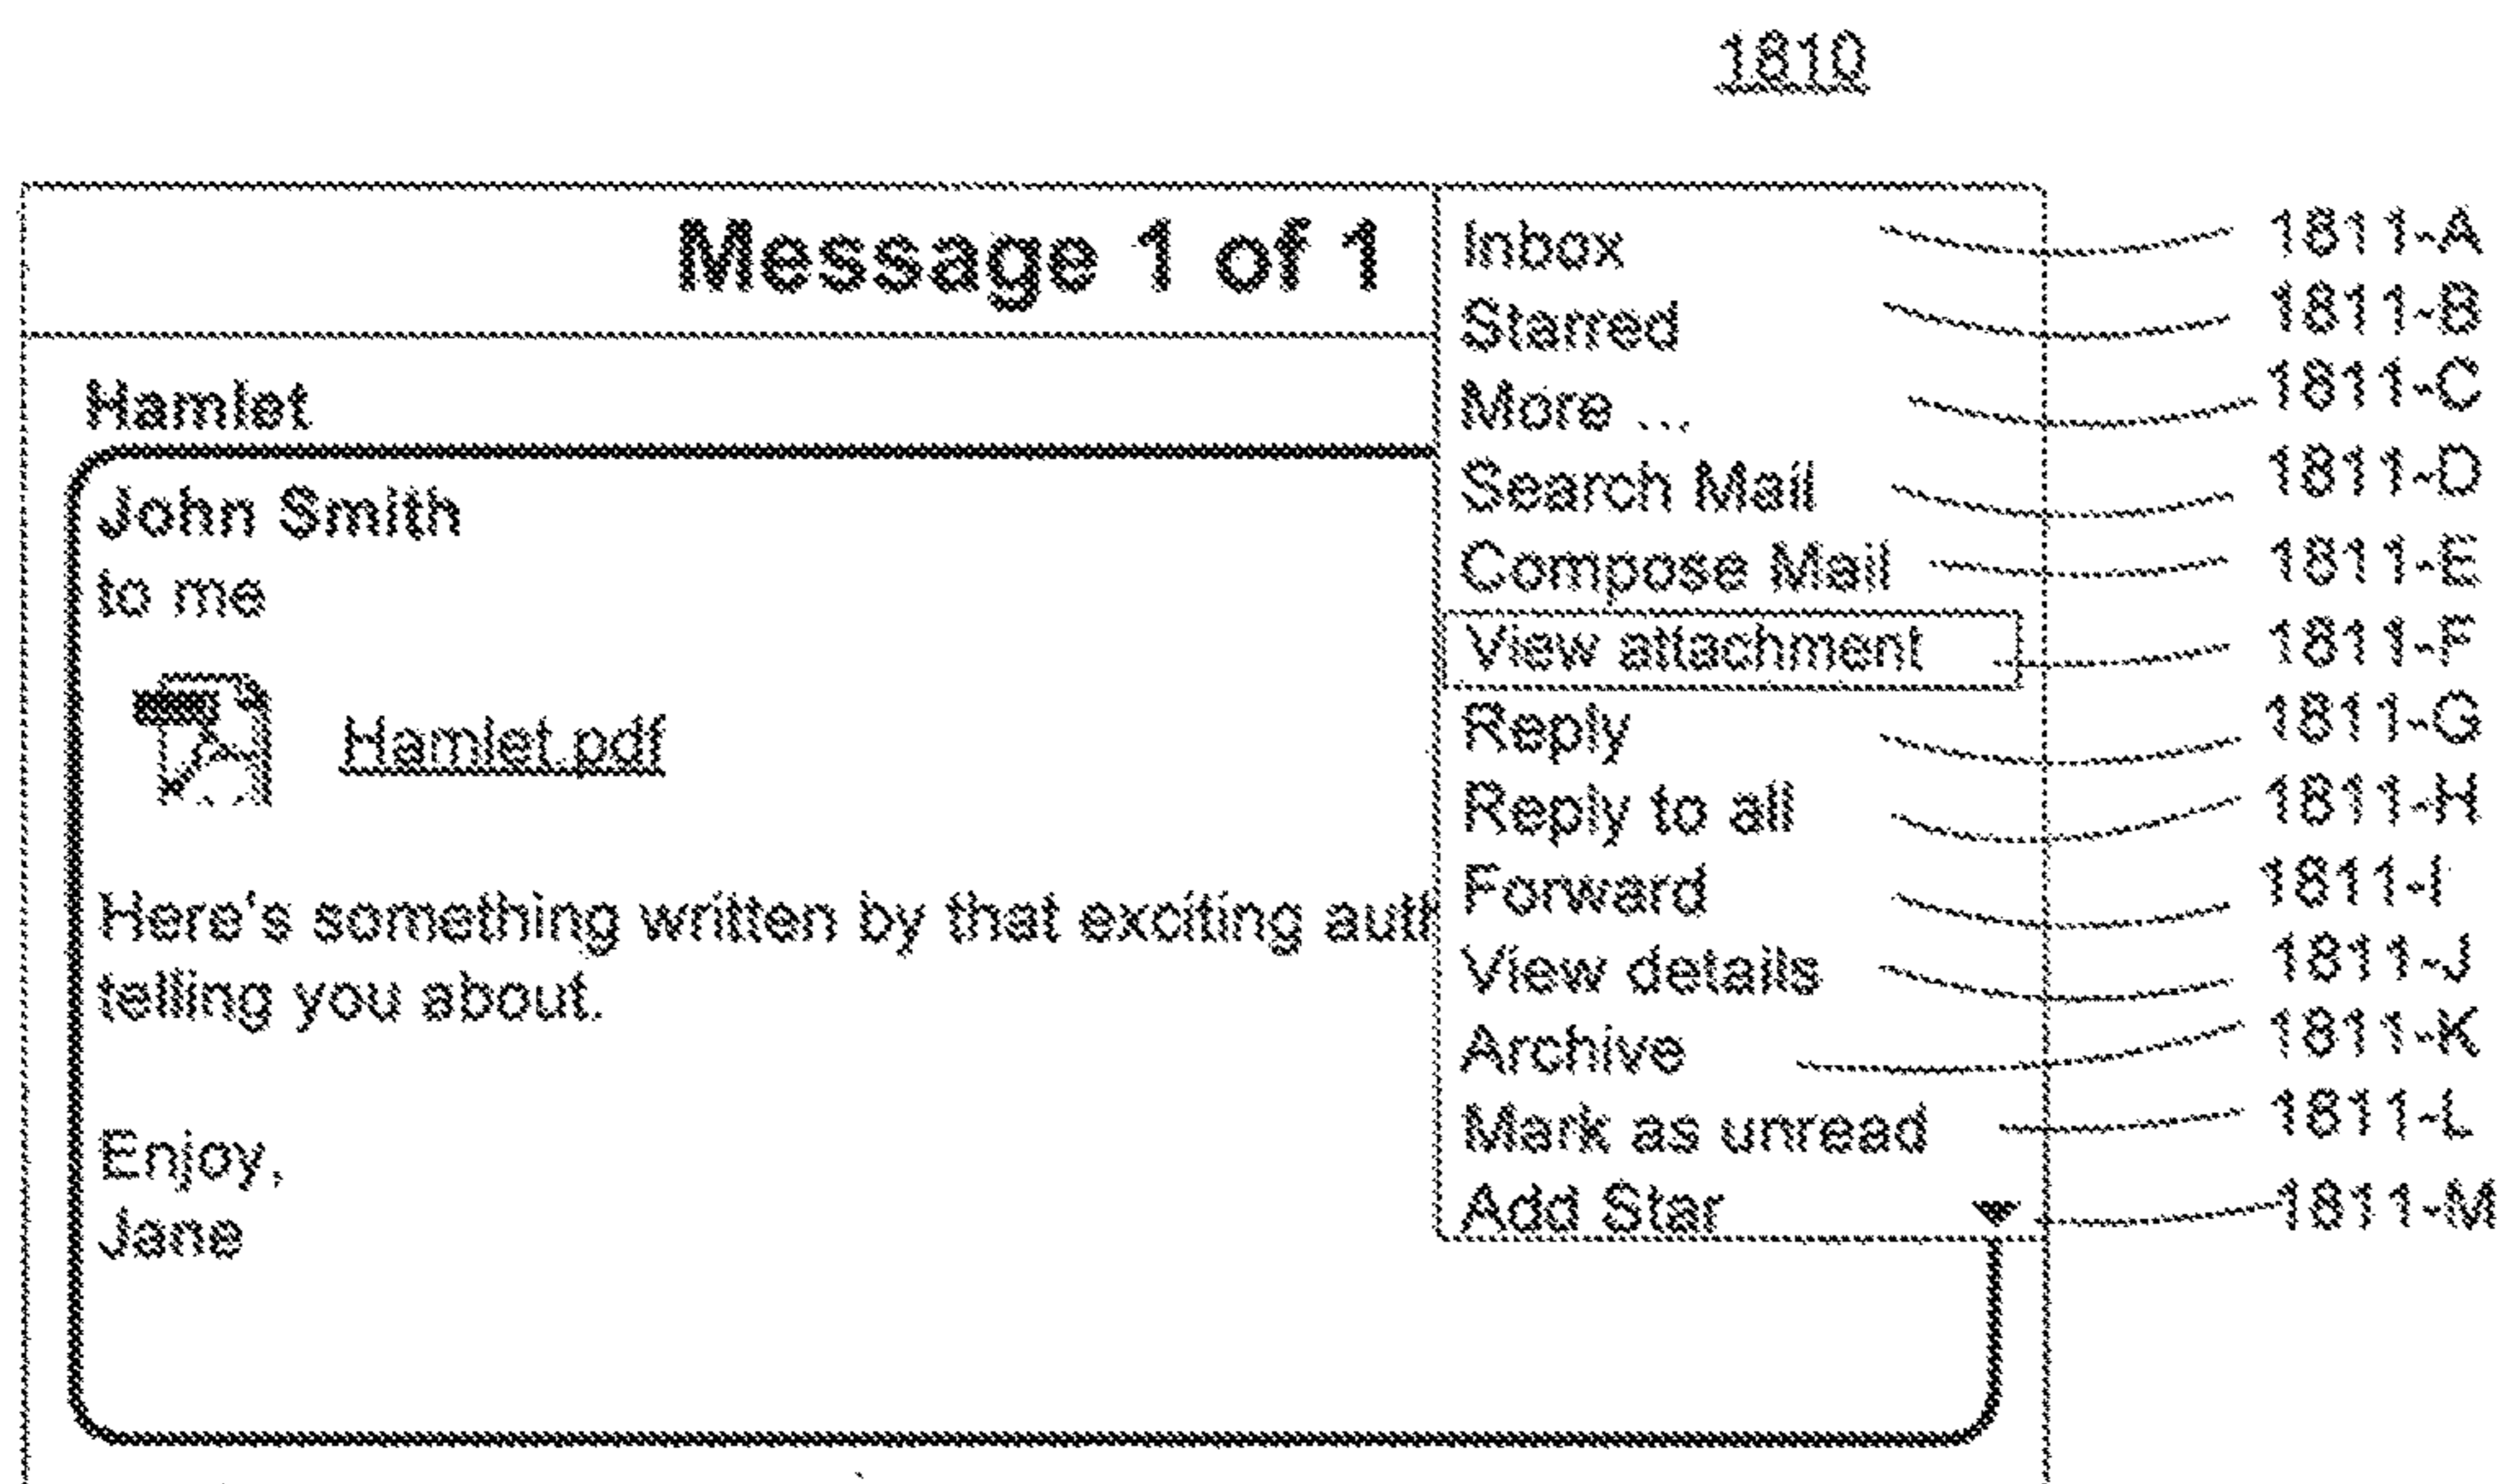 1810
Message 1 of 1
Hamlet
John Smith
to me
Hamlet.pdf
Here's something written by that exciting auth
telling you about.
Enjoy,
Jane
Inbox 1811-A
Starred 1811-B
More ... 1811-C
Search Mail 1811-D
Compose Mail 1811-E
View attachment 1811-F
Reply 1811-G
Reply to all 1811-H
Forward 1811-I
View details 1811-J
Archive 1811-K
Mark as unread 1811-L
Add Star 1811-M